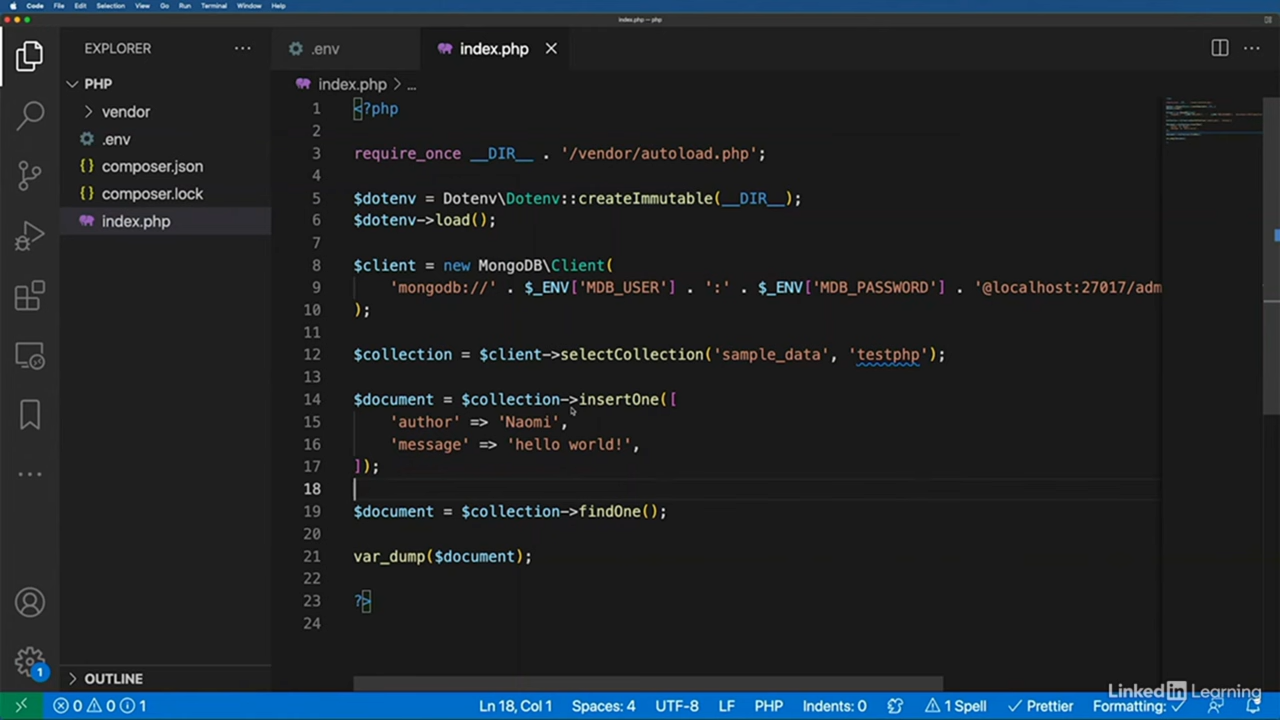 Code File Edit Selection View Go Run Terminal Window Help
index.php — php
EXPLORER
.env
index.php
PHP
vendor
.env
composer.json
composer.lock
index.php
index.php > ...
1 <?php
2
3 require_once __DIR__ . '/vendor/autoload.php';
4
5 $dotenv = Dotenv\Dotenv::createImmutable(__DIR__);
6 $dotenv->load();
7
8 $client = new MongoDB\Client(
9 'mongodb://' . $_ENV['MDB_USER'] . ':' . $_ENV['MDB_PASSWORD'] . '@localhost:27017/adm
10 );
11
12 $collection = $client->selectCollection('sample_data', 'testphp');
13
14 $document = $collection->insertOne([
15 'author' => 'Naomi',
16 'message' => 'hello world!',
17 ]);
18
19 $document = $collection->findOne();
20
21 var_dump($document);
22
23 ?>
24
OUTLINE
1
0 0 1
Ln 18, Col 1 Spaces: 4 UTF-8 LF PHP Indents: 0 1 Spell Prettier Formatting:
LinkedIn Learning